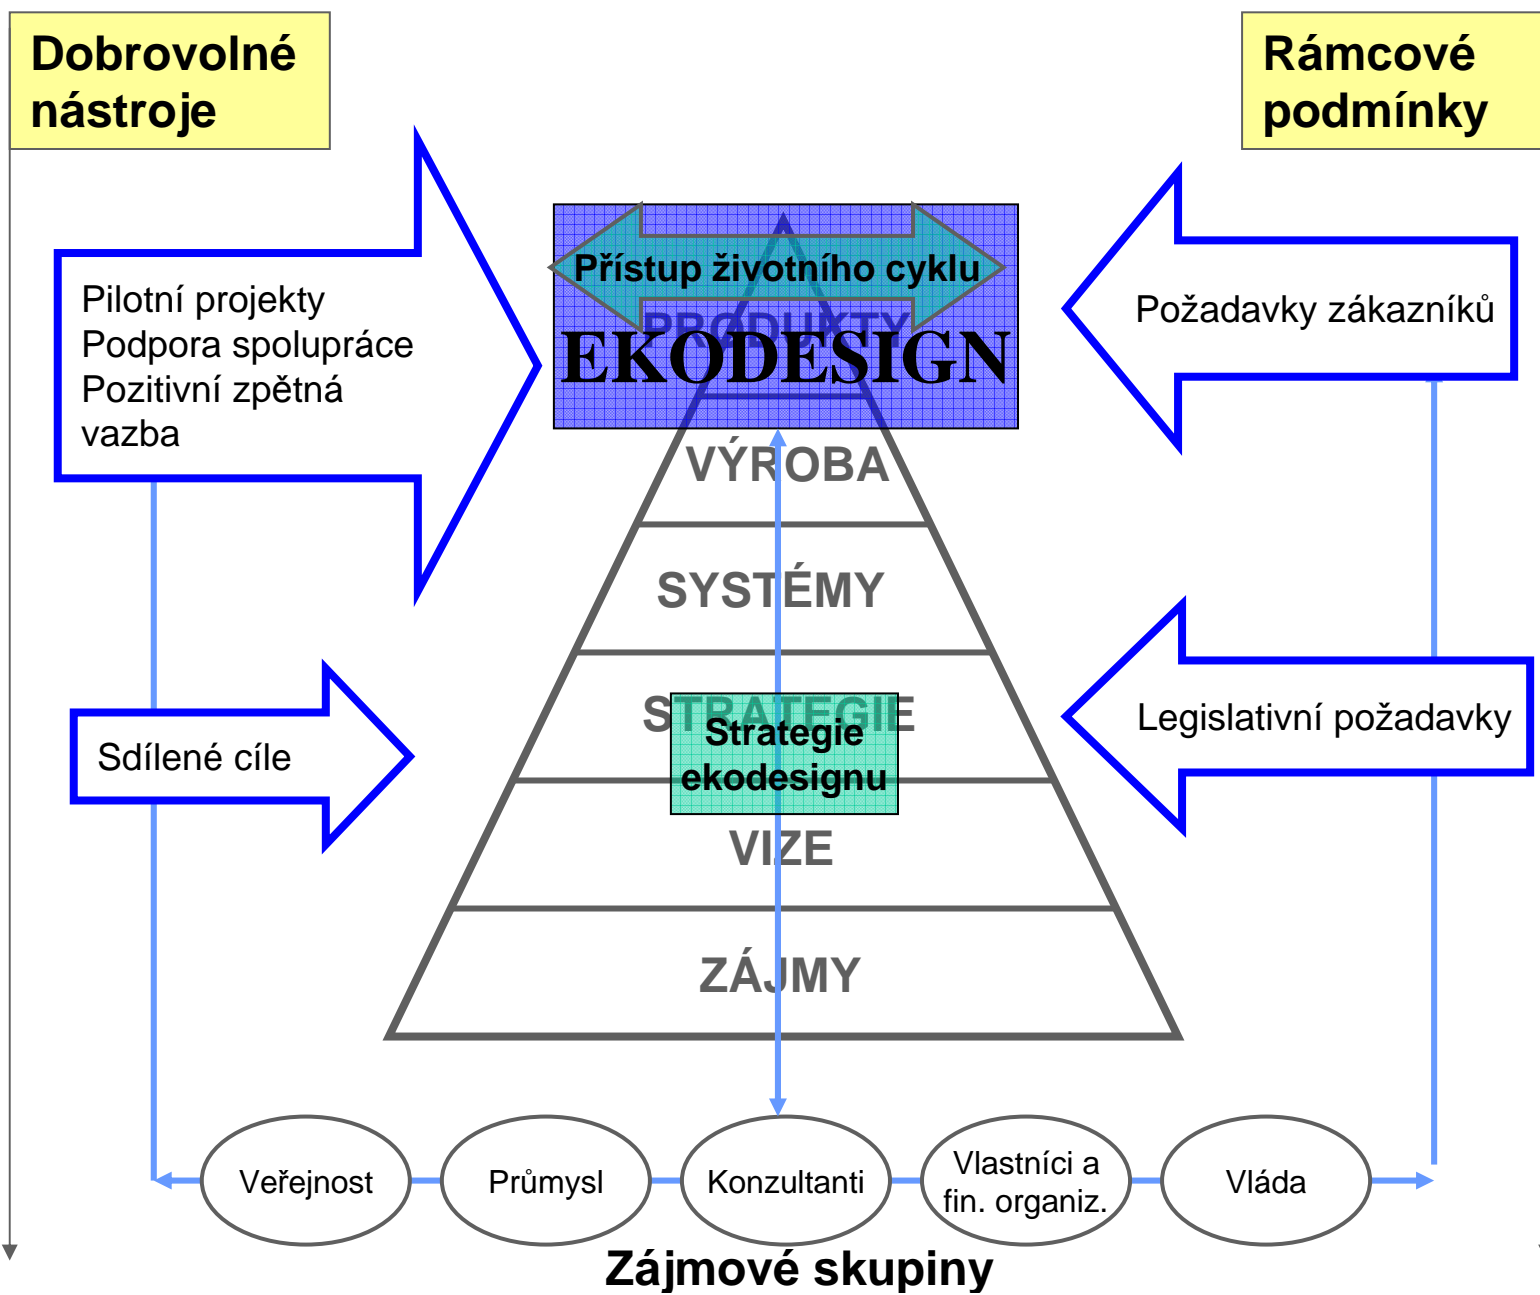 Dobrovolné
nástroje
Rámcové
podmínky
Pilotní projekty
Podpora spolupráce
Pozitivní zpětná
vazba
Přístup životního cyklu
PRODUKTY
EKODESIGN
Požadavky zákazníků
VÝROBA
SYSTÉMY
STRATEGIE
Strategie
ekodesignu
Sdílené cíle
Legislativní požadavky
VIZE
ZÁJMY
Veřejnost
Průmysl
Konzultanti
Vlastníci a
fin. organiz.
Vláda
Zájmové skupiny